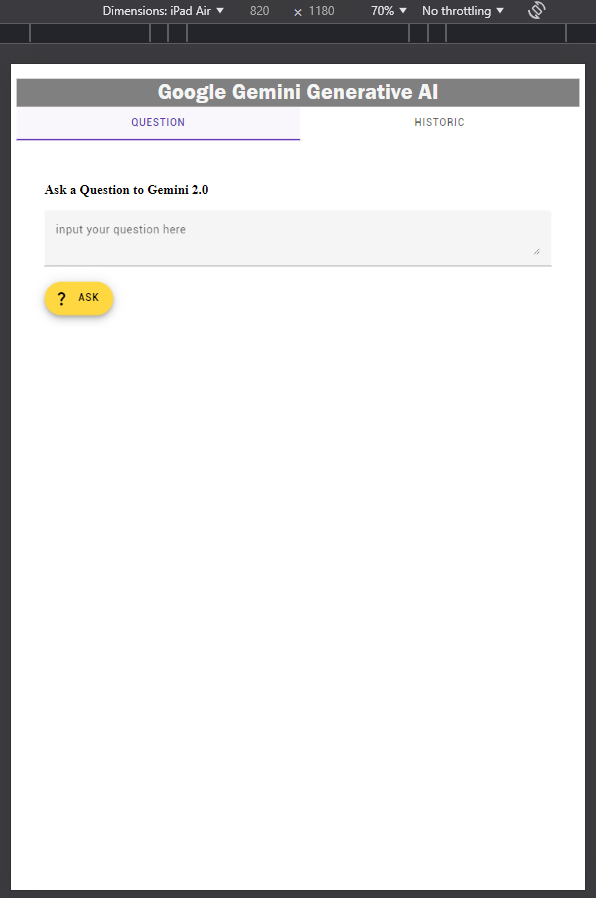 Dimensions: iPad Air 820 × 1180 70% No throttling
Google Gemini Generative AI
QUESTION HISTORIC
Ask a Question to Gemini 2.0
input your question here
? ASK